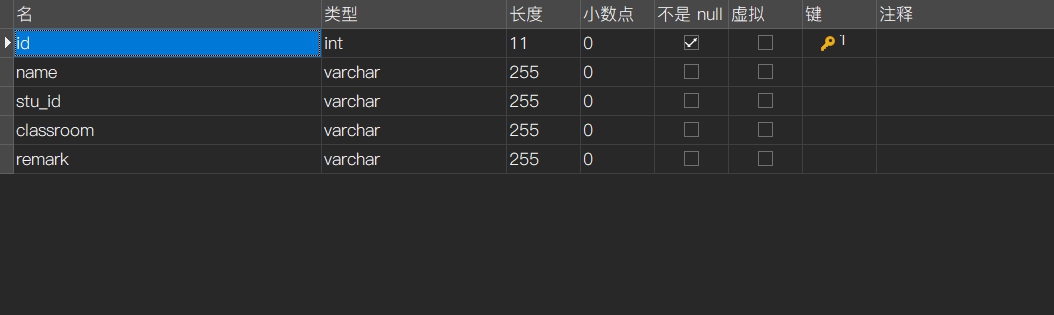 名 类型 长度 小数点 不是 null 虚拟 键 注释
id int 11 0 1
name varchar 255 0
stu_id varchar 255 0
classroom varchar 255 0
remark varchar 255 0